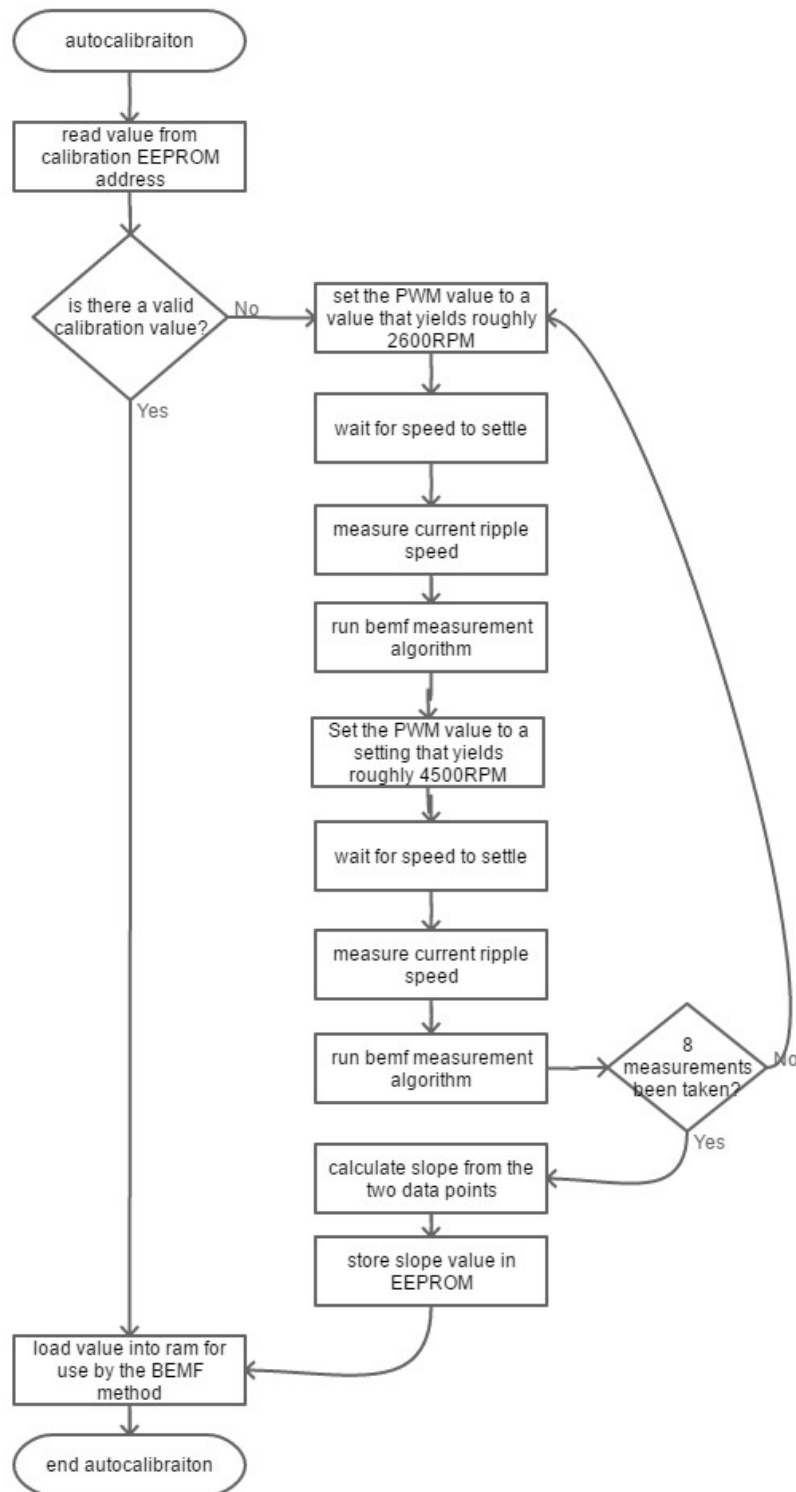 autocalibraiton
read value from
calibration EEPROM
address
is there a valid
calibration value?
No
Yes
set the PWM value to a
value that yields roughly
2600RPM
wait for speed to settle
measure current ripple
speed
run bemf measurement
algorithm
Set the PWM value to a
setting that yields
roughly 4500RPM
wait for speed to settle
measure current ripple
speed
run bemf measurement
algorithm
8
measurements
been taken?
No
Yes
calculate slope from the
two data points
store slope value in
EEPROM
load value into ram for
use by the BEMF
method
end autocalibraiton